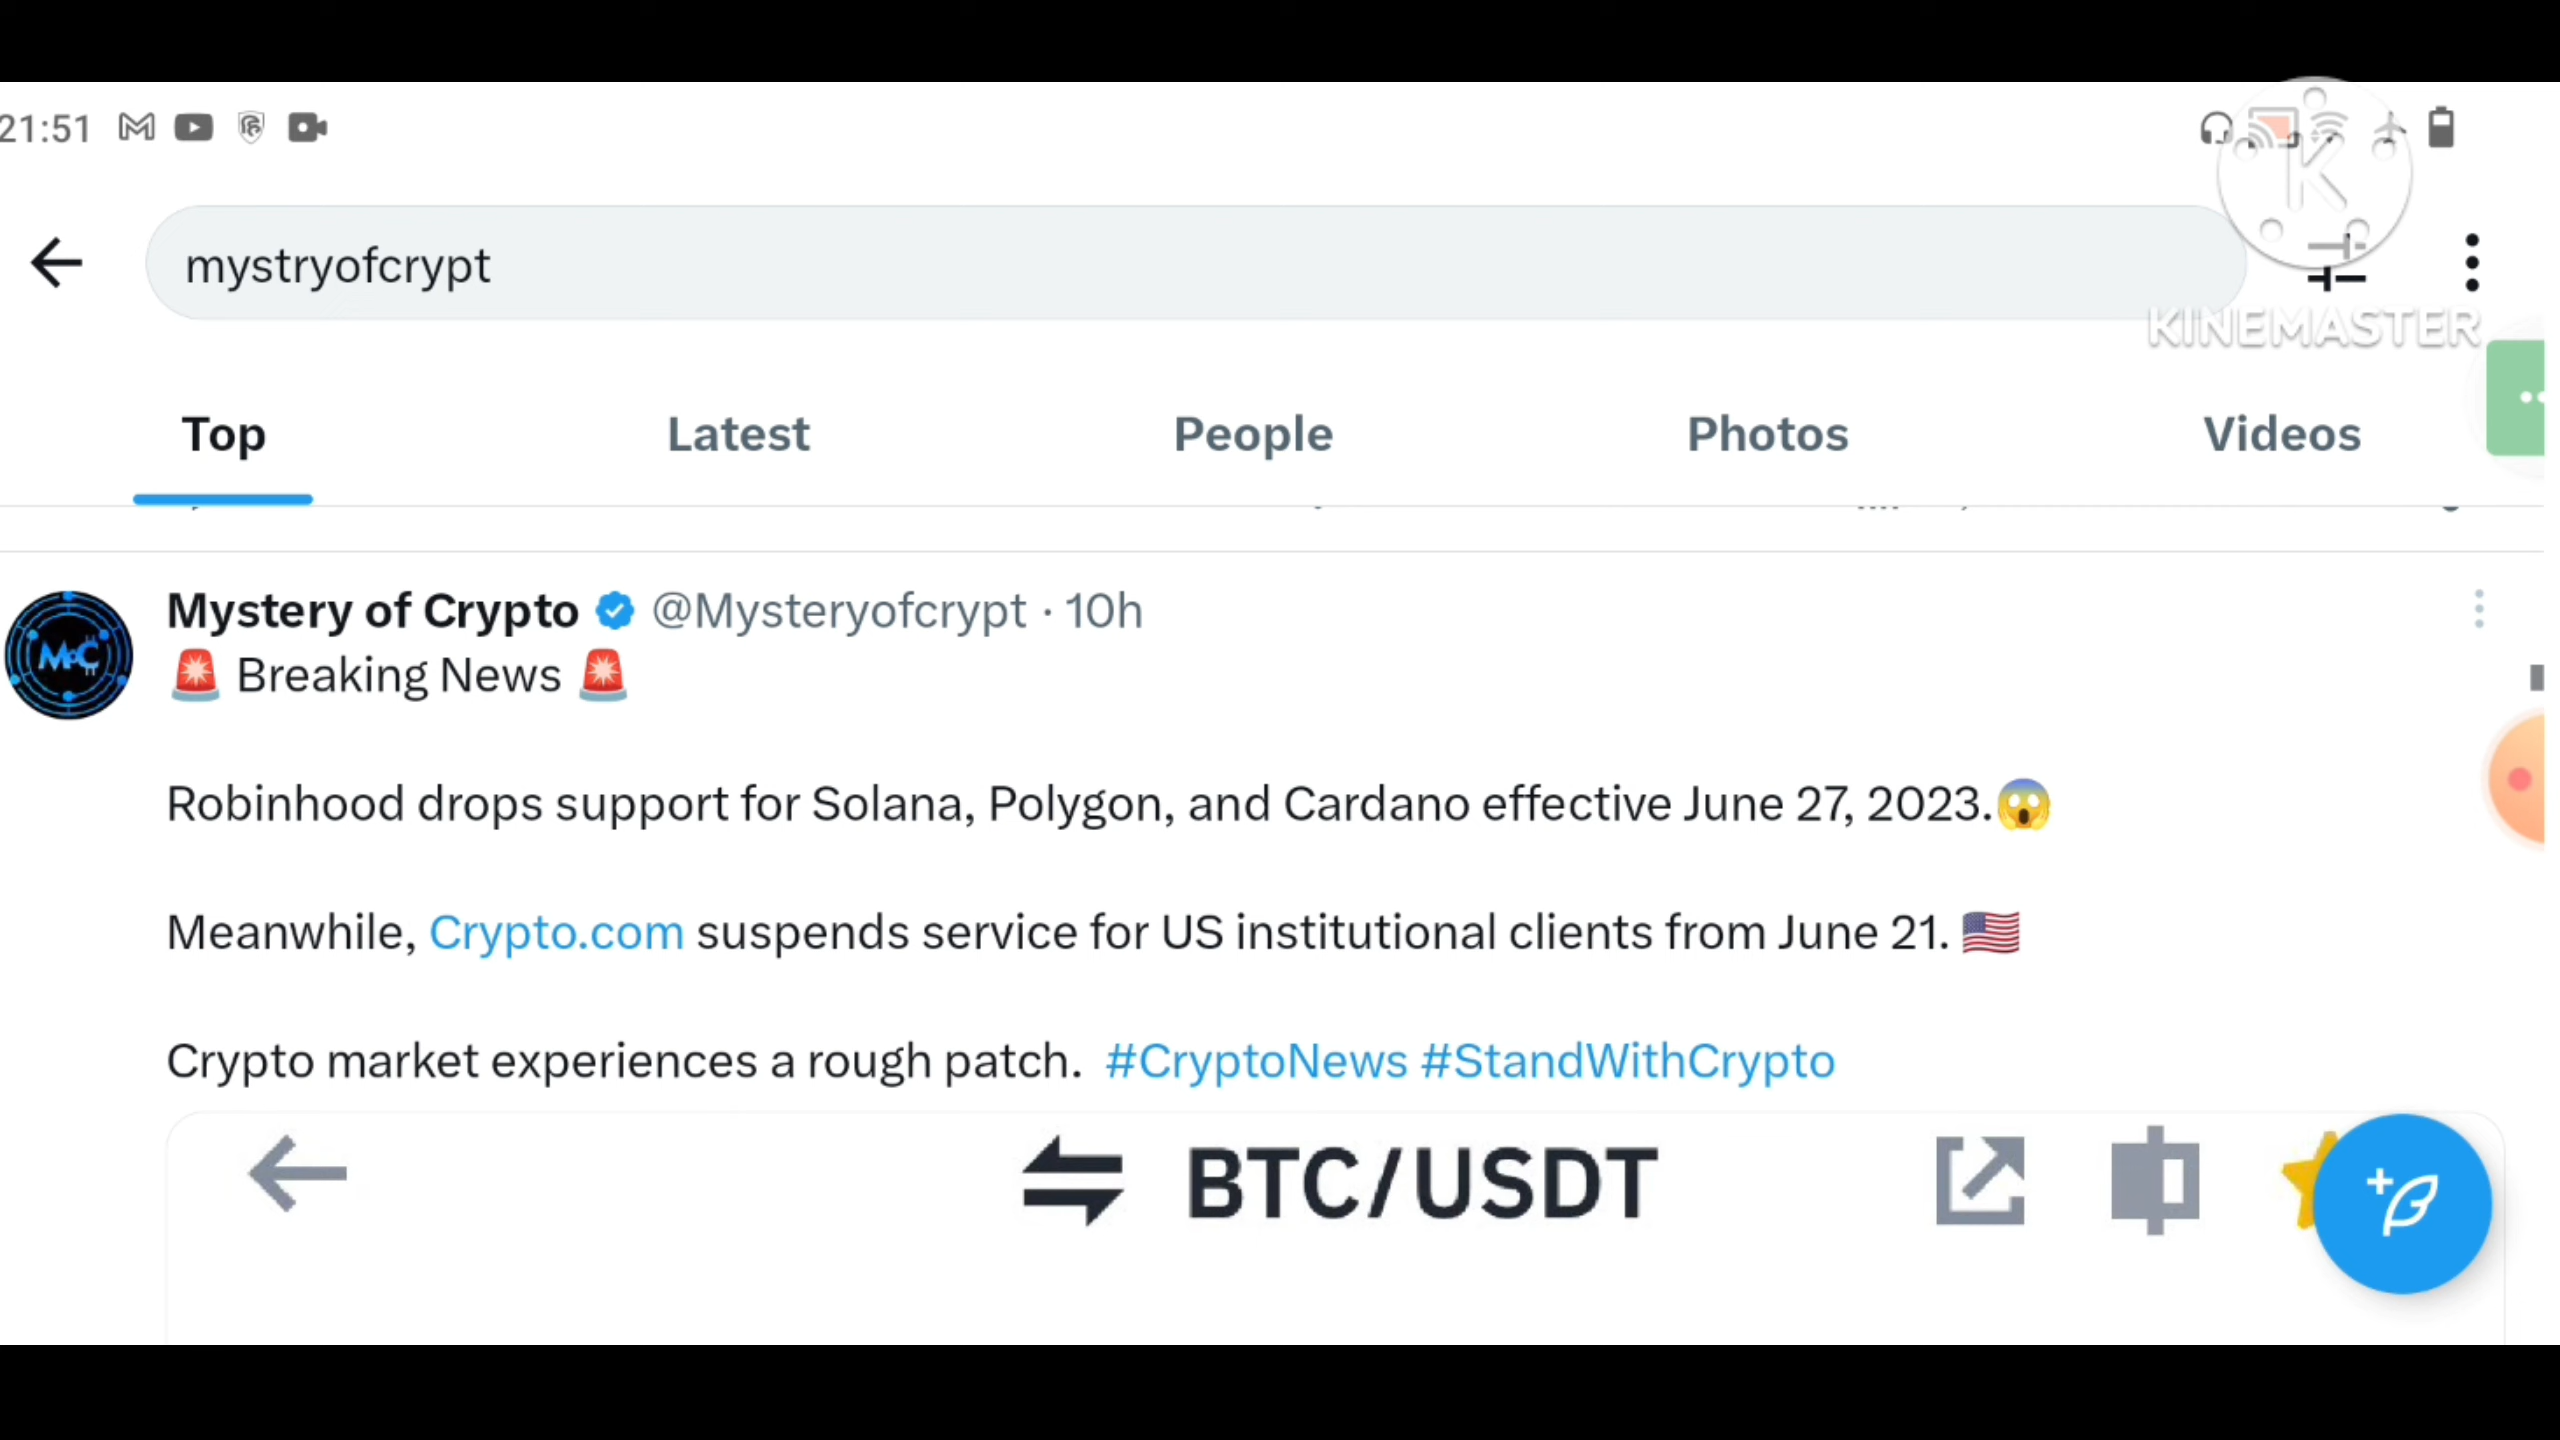 21:51
mystryofcrypt
KINEMASTER
Top Latest People Photos Videos
Mystery of Crypto @Mysteryofcrypt · 10h
🚨 Breaking News 🚨
Robinhood drops support for Solana, Polygon, and Cardano effective June 27, 2023.😱
Meanwhile, Crypto.com suspends service for US institutional clients from June 21. 🇺🇸
Crypto market experiences a rough patch. #CryptoNews #StandWithCrypto
BTC/USDT